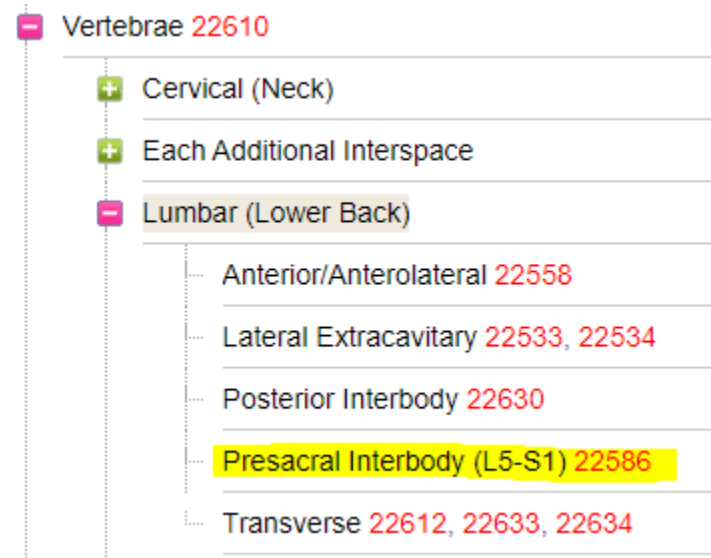 Vertebrae 22610
Cervical (Neck)
Each Additional Interspace
Lumbar (Lower Back)
Anterior/Anterolateral 22558
Lateral Extracavitary 22533, 22534
Posterior Interbody 22630
Presacral Interbody (L5-S1) 22586
Transverse 22612, 22633, 22634